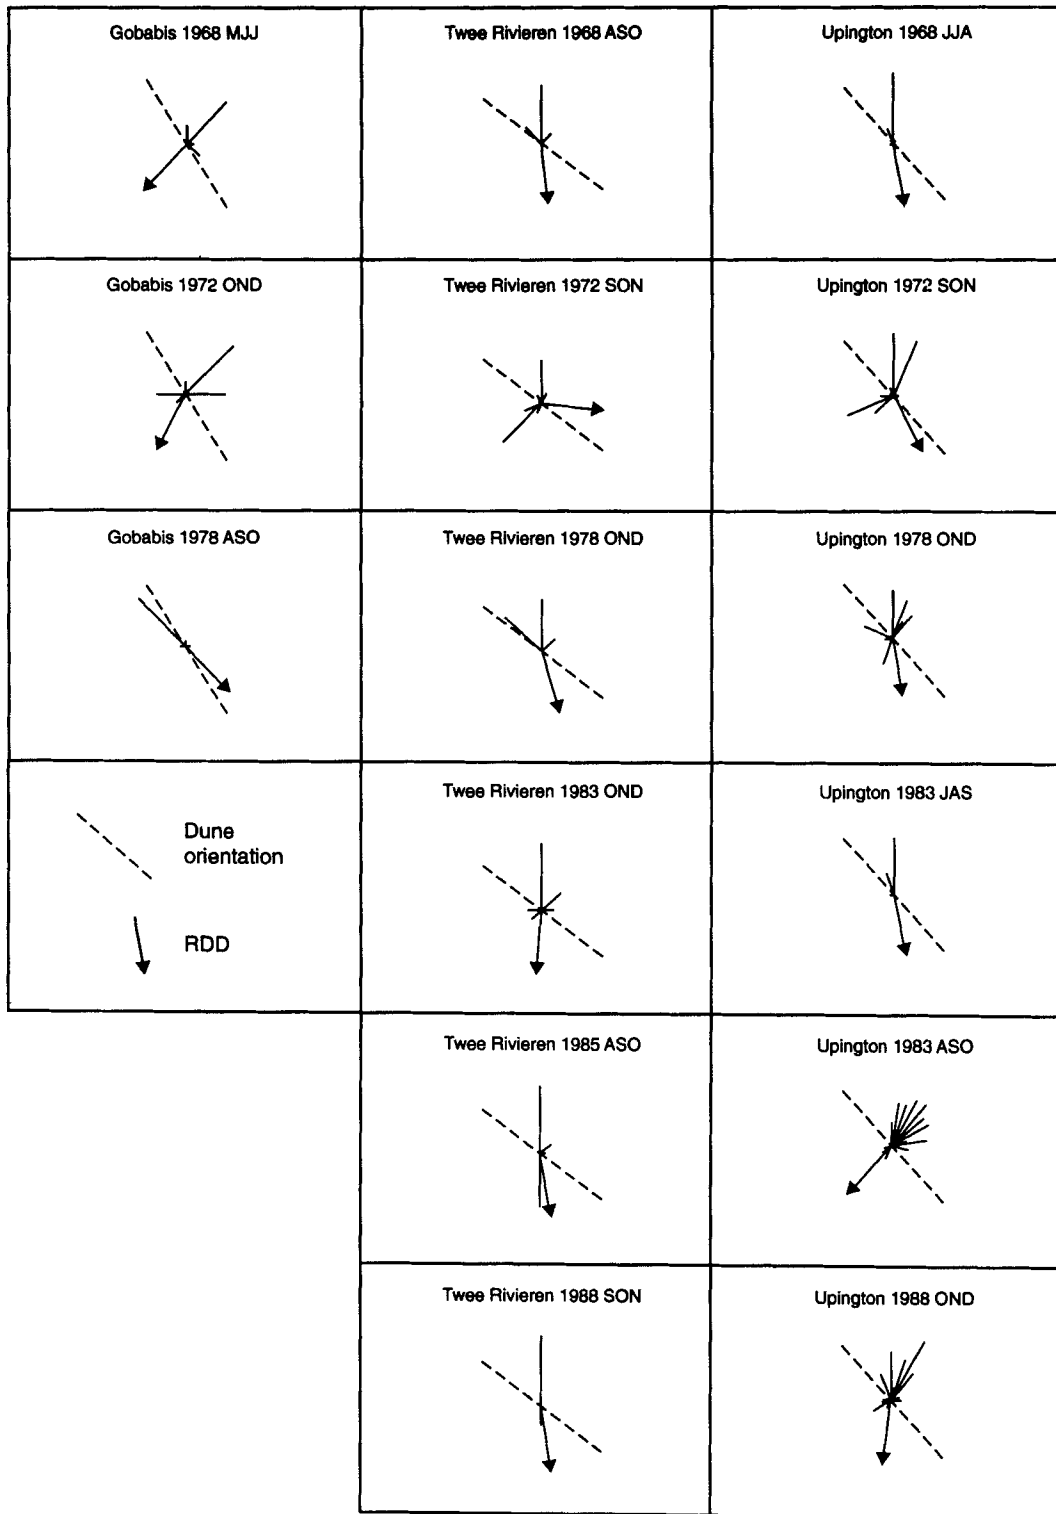 Gobabis 1968 MJJ
Twee Rivieren 1968 ASO
Upington 1968 JJA
Gobabis 1972 OND
Twee Rivieren 1972 SON
Upington 1972 SON
Gobabis 1978 ASO
Twee Rivieren 1978 OND
Upington 1978 OND
Dune
orientation
RDD
Twee Rivieren 1983 OND
Upington 1983 JAS
Twee Rivieren 1985 ASO
Upington 1983 ASO
Twee Rivieren 1988 SON
Upington 1988 OND